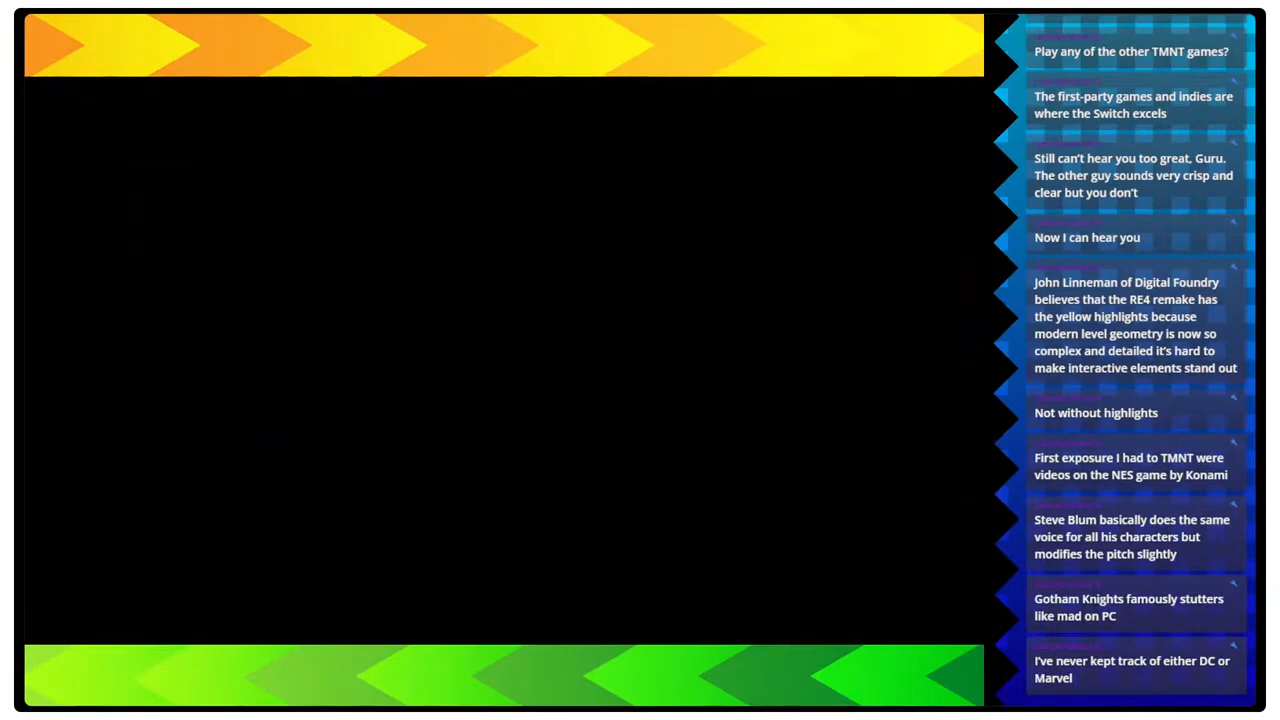 Play any of the other TMNT games?
The first-party games and indies are
where the Switch excels
Still can't hear you too great, Guru.
The other guy sounds very crisp and
clear but you don't
Now I can hear you
John Linneman of Digital Foundry
believes that the RE4 remake has
the yellow highlights because
modern level geometry is now so
complex and detailed it's hard to
make interactive elements stand out
Not without highlights
First exposure I had to TMNT were
videos on the NES game by Konami
Steve Blum basically does the same
voice for all his characters but
modifies the pitch slightly
Gotham Knights famously stutters
like mad on PC
I've never kept track of either DC or
Marvel